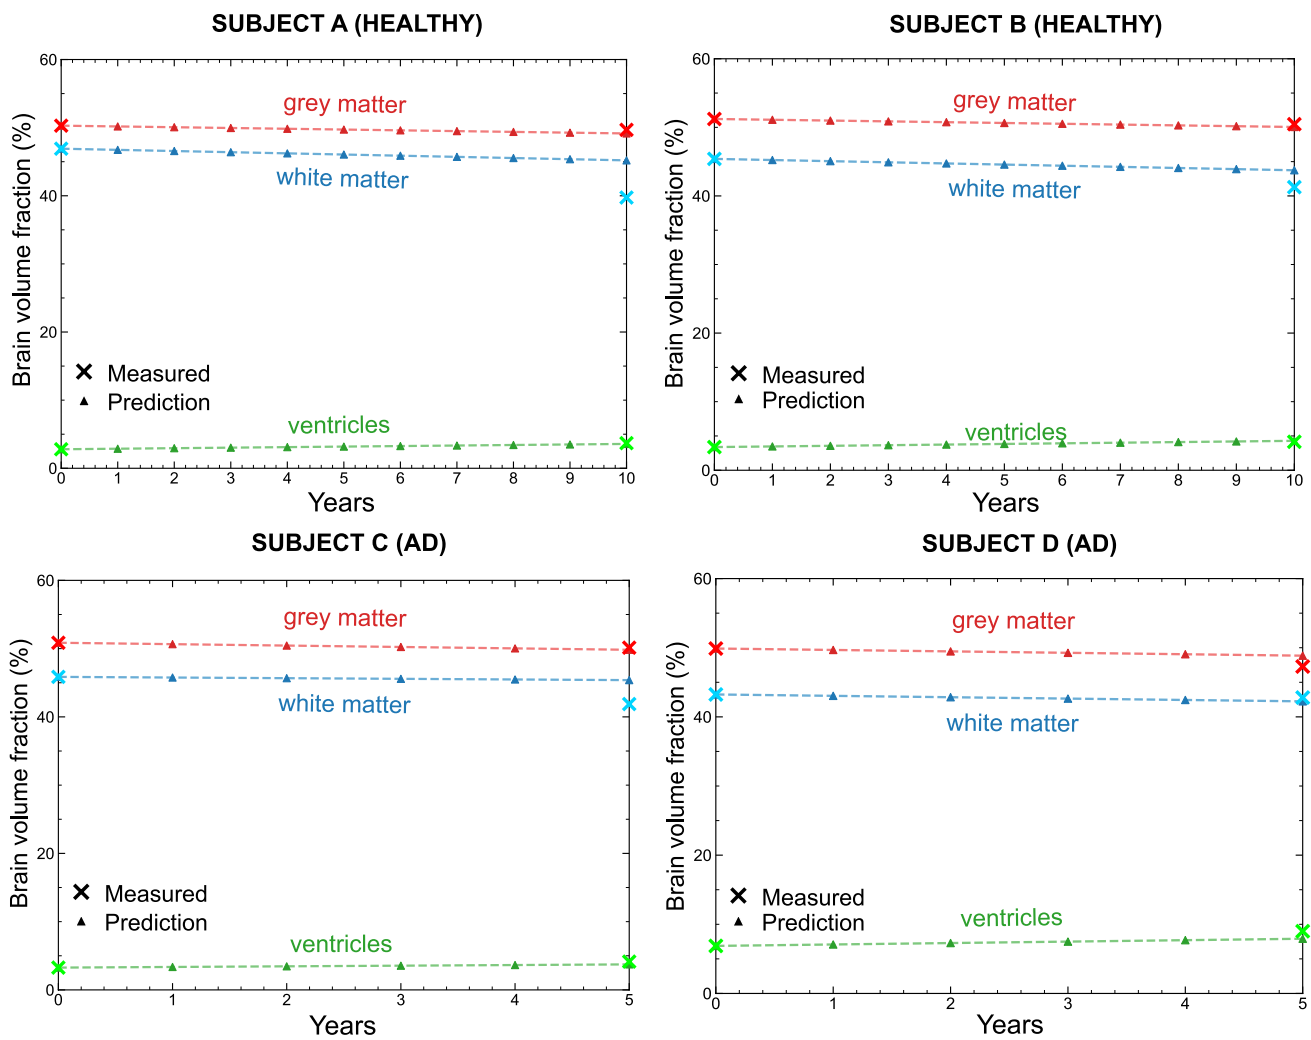 SUBJECT A (HEALTHY)
60
40
20
0
Brain volume fraction (%)
grey matter
white matter
Measured
Prediction
ventricles
0 1 2 3 4 5 6 7 8 9 10
Years
SUBJECT B (HEALTHY)
60
40
20
0
Brain volume fraction (%)
grey matter
white matter
Measured
Prediction
ventricles
0 1 2 3 4 5 6 7 8 9 10
Years
SUBJECT C (AD)
60
40
20
0
Brain volume fraction (%)
grey matter
white matter
Measured
Prediction
ventricles
0 1 2 3 4 5
Years
SUBJECT D (AD)
60
40
20
0
Brain volume fraction (%)
grey matter
white matter
Measured
Prediction
ventricles
0 1 2 3 4 5
Years